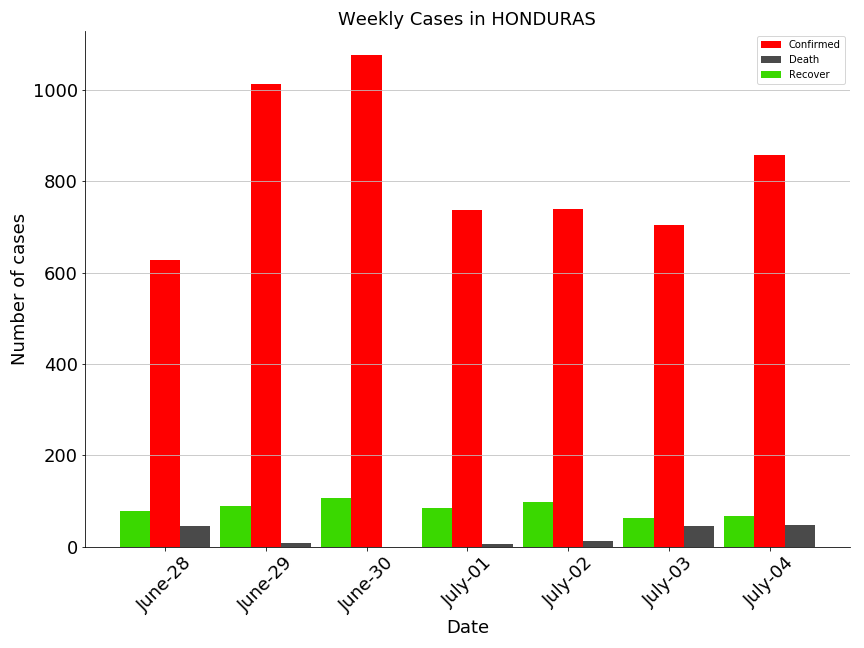 Weekly Cases in HONDURAS
Confirmed
Death
Recover
Number of cases
1000
800
600
400
200
0
June-28
June-29
June-30
July-01
July-02
July-03
July-04
Date